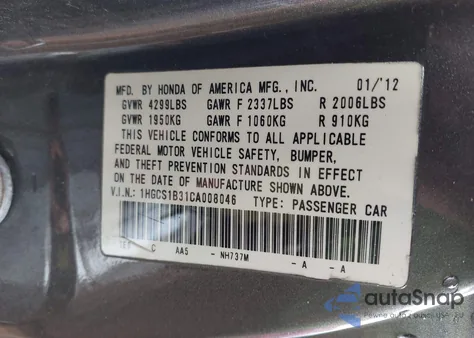 MFD. BY HONDA OF AMERICA MFG., INC. 01/'12
GVWR 4299LBS GAWR F 2337LBS R 2006LBS
GVWR 1950KG GAWR F 1060KG R 910KG
THIS VEHICLE CONFORMS TO ALL APPLICABLE
FEDERAL MOTOR VEHICLE SAFETY, BUMPER,
AND THEFT PREVENTION STANDARDS IN EFFECT
ON THE DATE OF MANUFACTURE SHOWN ABOVE.
V.I.N: 1HGCS1B31CA008046 TYPE: PASSENGER CAR
C AA5 - NH737M - A - A
autoSnap